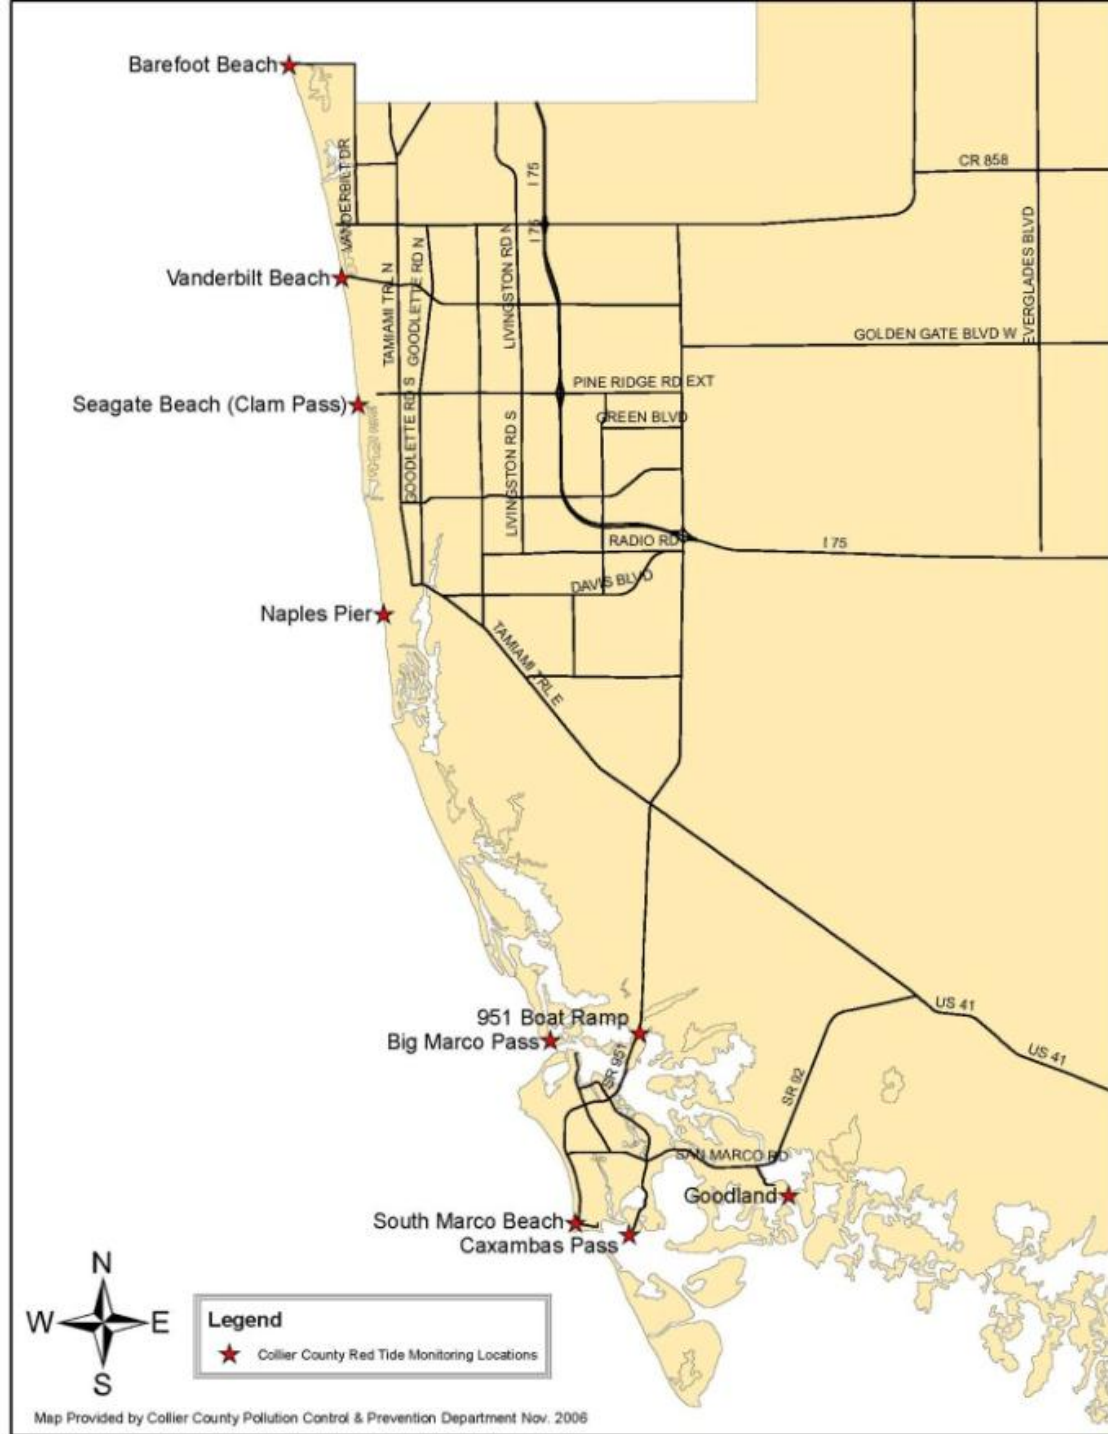 Barefoot Beach
VANDERBILT DR
I 75
CR 858
I 75
EVERGLADES BLVD
Vanderbilt Beach
TAMIAMI TRL N
GOODLETTE RD N
LIVINGSTON RD N
GOLDEN GATE BLVD W
PINE RIDGE RD EXT
Seagate Beach (Clam Pass)
GOODLETTE RD S
LIVINGSTON RD S
GREEN BLVD
RADIO RD
I 75
DAVIS BLVD
Naples Pier
TAMIAMI TRL E
951 Boat Ramp
US 41
Big Marco Pass
SR 951
US 41
SR 92
SAN MARCO RD
Goodland
South Marco Beach
Caxambas Pass
N
W
E
S
Legend
Collier County Red Tide Monitoring Locations
Map Provided by Collier County Pollution Control & Prevention Department Nov. 2006